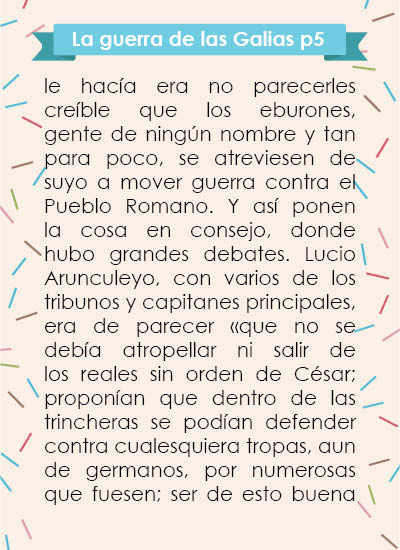 La guerra de las Galias p5
le hacía era no parecerles
creíble que los eburones,
gente de ningún nombre y tan
para poco, se atreviesen de
suyo a mover guerra contra el
Pueblo Romano. Y así ponen
la cosa en consejo, donde
hubo grandes debates. Lucio
Arunculeyo, con varios de los
tribunos y capitanes principales,
era de parecer «que no se
debía atropellar ni salir de
los reales sin orden de César;
proponían que dentro de las
trincheras se podían defender
contra cualesquiera tropas, aun
de germanos, por numerosas
que fuesen; ser de esto buena